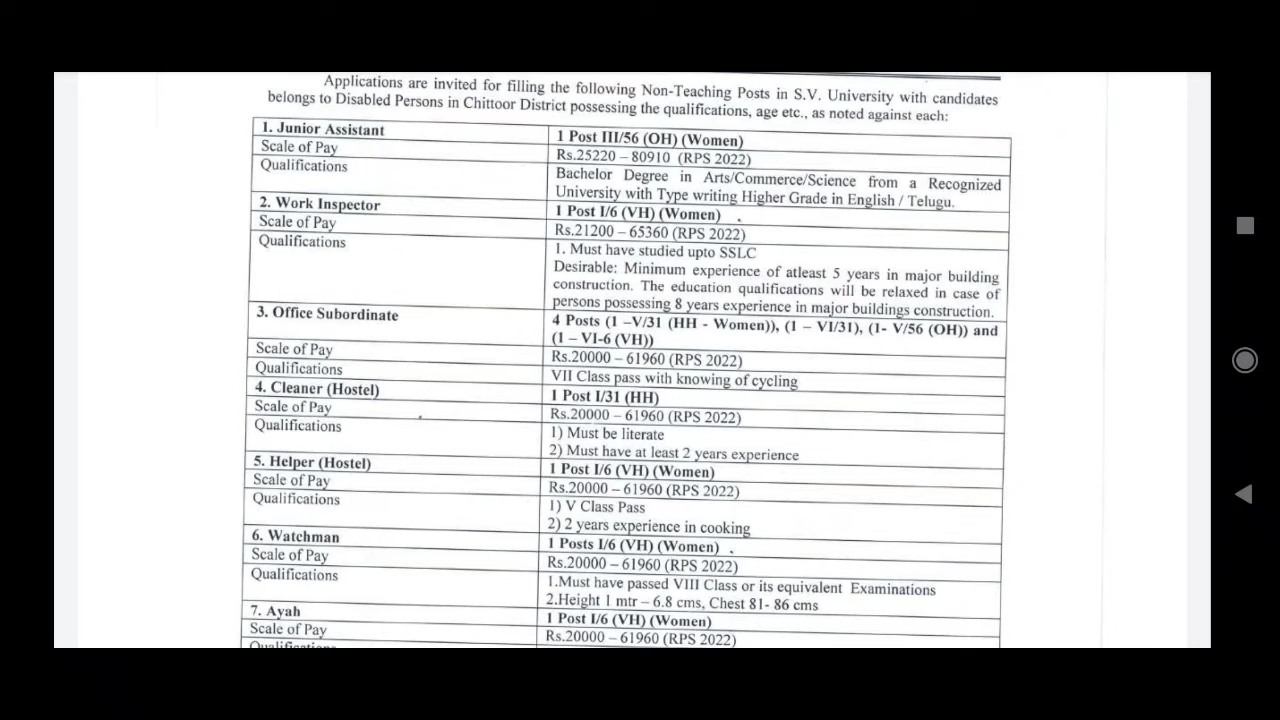 Applications are invited for filling the following Non-Teaching Posts in S.V. University with candidates
belongs to Disabled Persons in Chittoor District possessing the qualifications, age etc., as noted against each:
1. Junior Assistant
1 Post III/56 (OH) (Women)
Scale of Pay
Rs.25220 – 80910 (RPS 2022)
Qualifications
Bachelor Degree in Arts/Commerce/Science from a Recognized
University with Type writing Higher Grade in English / Telugu.
2. Work Inspector
1 Post I/6 (VH) (Women)
Scale of Pay
Rs.21200 – 65360 (RPS 2022)
Qualifications
1. Must have studied upto SSLC
Desirable: Minimum experience of atleast 5 years in major building
construction. The education qualifications will be relaxed in case of
persons possessing 8 years experience in major buildings construction.
3. Office Subordinate
4 Posts (1 –V/31 (HH - Women)), (1 – VI/31), (1- V/56 (OH)) and
(1 – VI-6 (VH))
Scale of Pay
Rs.20000 – 61960 (RPS 2022)
Qualifications
VII Class pass with knowing of cycling
4. Cleaner (Hostel)
1 Post I/31 (HH)
Scale of Pay
Rs.20000 – 61960 (RPS 2022)
Qualifications
1) Must be literate
2) Must have at least 2 years experience
5. Helper (Hostel)
1 Post I/6 (VH) (Women)
Scale of Pay
Rs.20000 – 61960 (RPS 2022)
Qualifications
1) V Class Pass
2) 2 years experience in cooking
6. Watchman
1 Posts I/6 (VH) (Women)
Scale of Pay
Rs.20000 – 61960 (RPS 2022)
Qualifications
1.Must have passed VIII Class or its equivalent Examinations
2.Height 1 mtr – 6.8 cms, Chest 81- 86 cms
7. Ayah
1 Post I/6 (VH) (Women)
Scale of Pay
Rs.20000 – 61960 (RPS 2022)